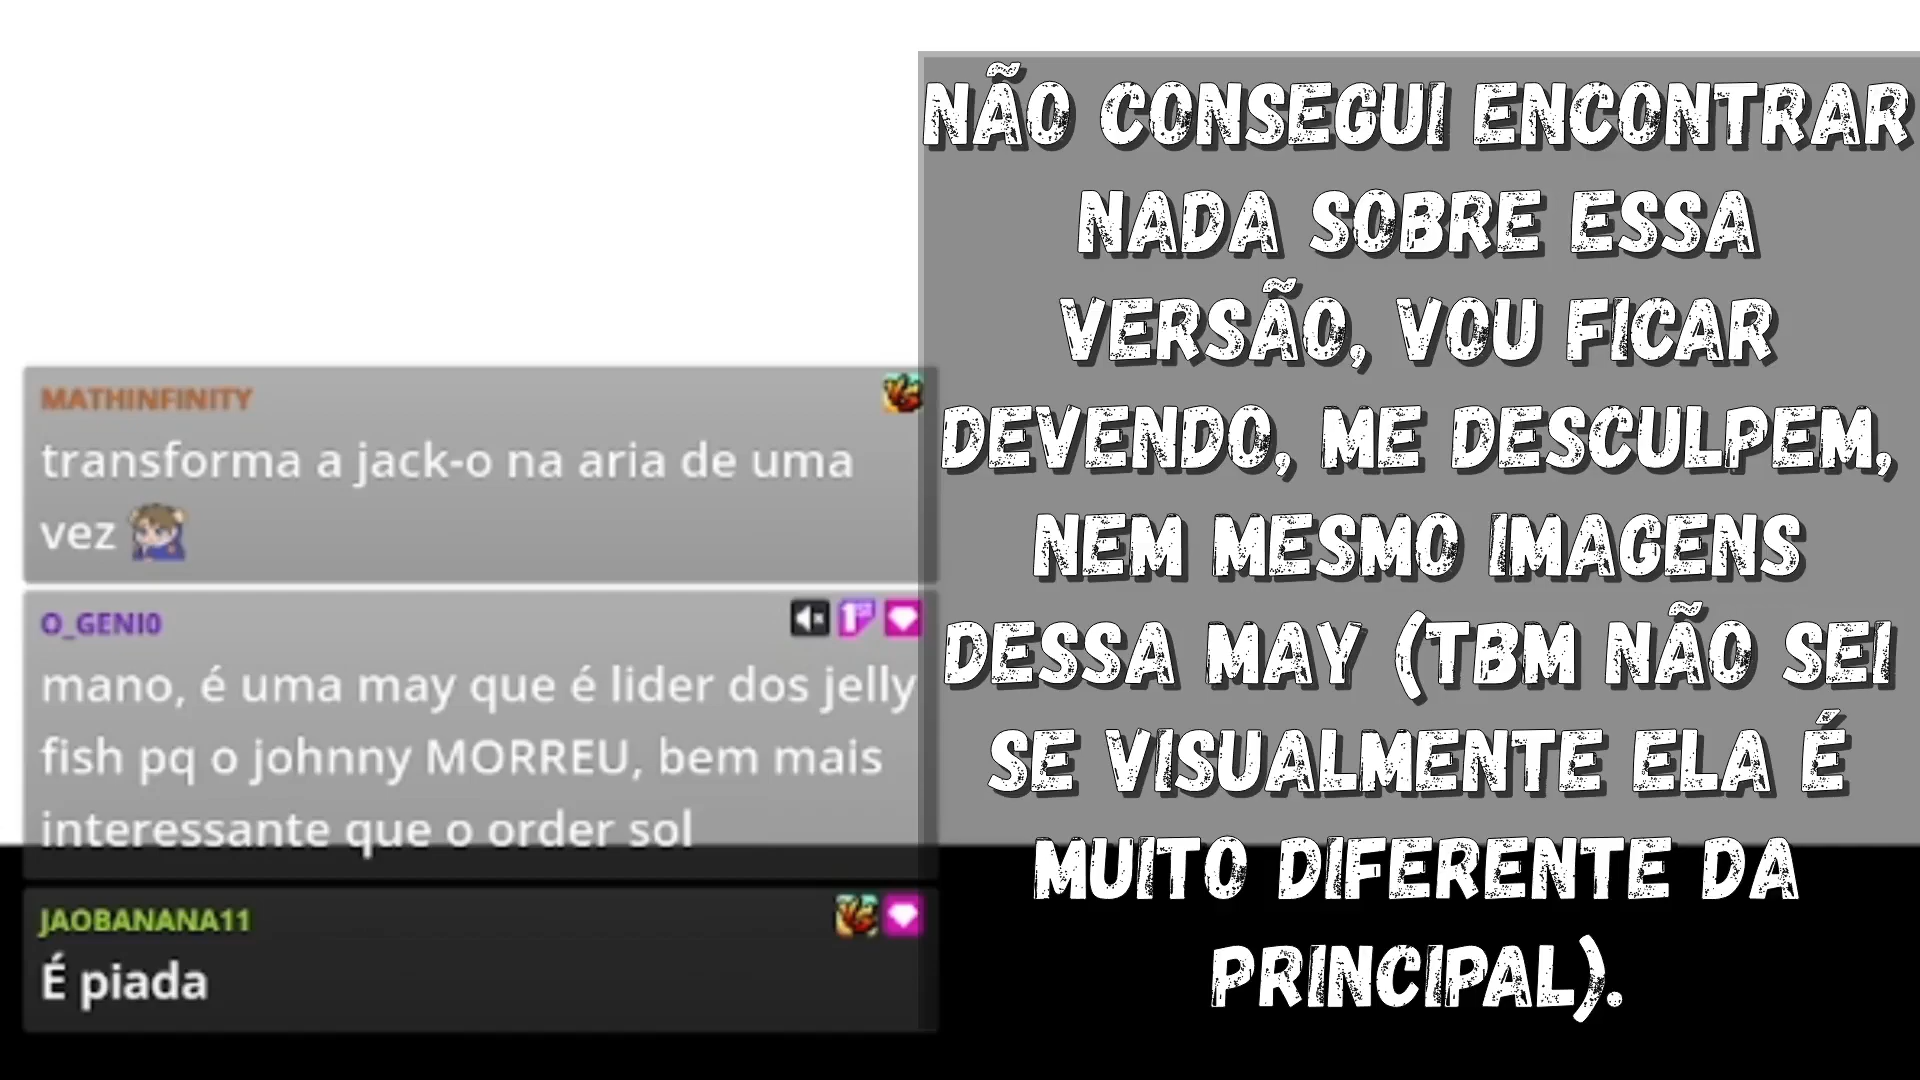 MATHINFINITY
transforma a jack-o na aria de uma
vez
O_GENI0
mano, é uma may que é lider dos jelly
fish pq o johnny MORREU, bem mais
interessante que o order sol
JAOBANANA11
É piada
NÃO CONSEGUI ENCONTRAR
NADA SOBRE ESSA
VERSÃO, VOU FICAR
DEVENDO, ME DESCULPEM,
NEM MESMO IMAGENS
DESSA MAY (TBM NÃO SEI
SE VISUALMENTE ELA É
MUITO DIFERENTE DA
PRINCIPAL).